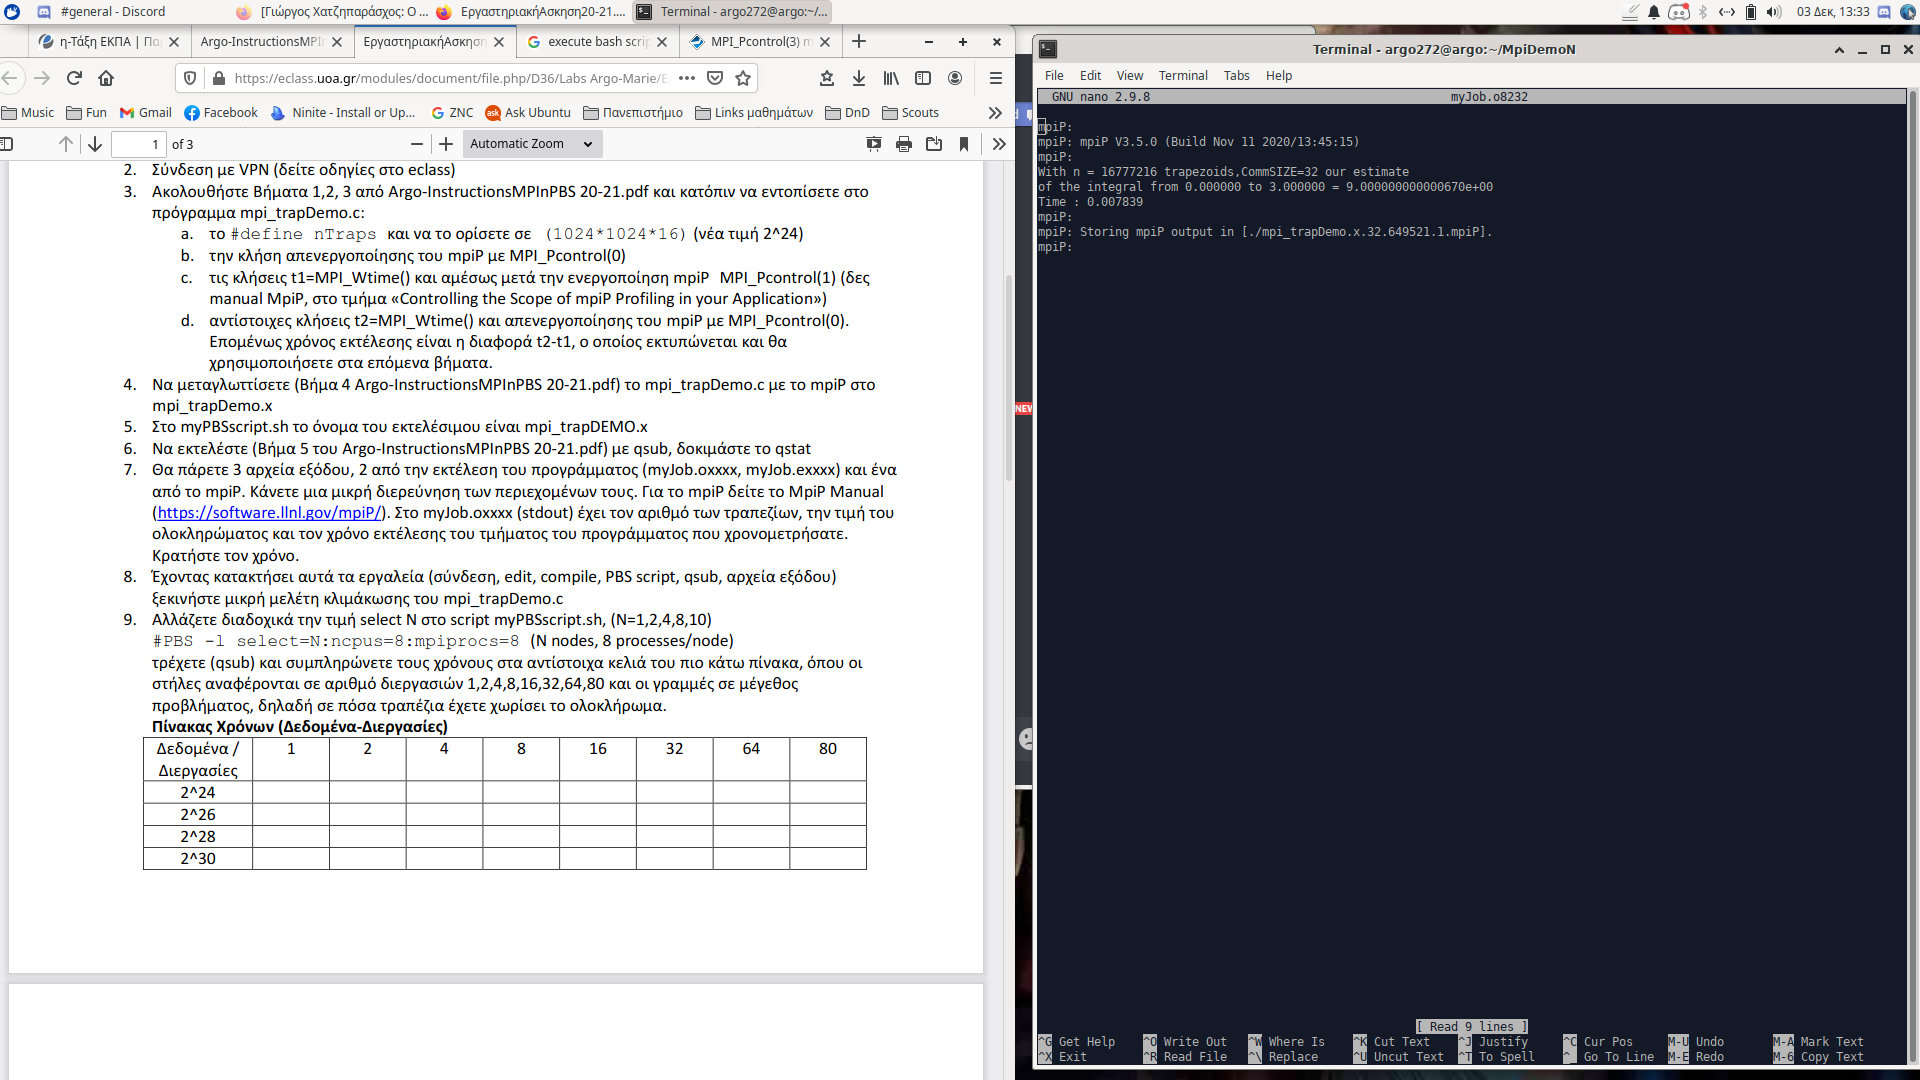 #general - Discord
[Γιώργος Χατζηπαράσχος: Ο ...
ΕργαστηριακήΑσκηση20-21....
Terminal - argo272@argo:~/...
03 Δεκ, 13:33
η-Τάξη ΕΚΠΑ | Πα
Argo-InstructionsMPI
ΕργαστηριακήΑσκηση
execute bash scrip
MPI_Pcontrol(3) m
https://eclass.uoa.gr/modules/document/file.php/D36/Labs Argo-Marie/Ε
Music
Fun
Gmail
Facebook
Ninite - Install or Up...
ZNC
Ask Ubuntu
Πανεπιστήμιο
Links μαθημάτων
DnD
Scouts
1 of 3
Automatic Zoom
2. Σύνδεση με VPN (δείτε οδηγίες στο eclass)
3. Ακολουθήστε Βήματα 1,2, 3 από Argo-InstructionsMPInPBS 20-21.pdf και κατόπιν να εντοπίσετε στο
πρόγραμμα mpi_trapDemo.c:
a. το #define nTraps και να το ορίσετε σε (1024*1024*16) (νέα τιμή 2^24)
b. την κλήση απενεργοποίησης του mpiP με MPI_Pcontrol(0)
c. τις κλήσεις t1=MPI_Wtime() και αμέσως μετά την ενεργοποίηση mpiP MPI_Pcontrol(1) (δες
manual MpiP, στο τμήμα «Controlling the Scope of mpiP Profiling in your Application»)
d. αντίστοιχες κλήσεις t2=MPI_Wtime() και απενεργοποίησης του mpiP με MPI_Pcontrol(0).
Επομένως χρόνος εκτέλεσης είναι η διαφορά t2-t1, ο οποίος εκτυπώνεται και θα
χρησιμοποιήσετε στα επόμενα βήματα.
4. Να μεταγλωττίσετε (Βήμα 4 Argo-InstructionsMPInPBS 20-21.pdf) το mpi_trapDemo.c με το mpiP στο
mpi_trapDemo.x
5. Στο myPBSscript.sh το όνομα του εκτελέσιμου είναι mpi_trapDEMO.x
6. Να εκτελέστε (Βήμα 5 του Argo-InstructionsMPInPBS 20-21.pdf) με qsub, δοκιμάστε το qstat
7. Θα πάρετε 3 αρχεία εξόδου, 2 από την εκτέλεση του προγράμματος (myJob.oxxxx, myJob.exxxx) και ένα
από το mpiP. Κάνετε μια μικρή διερεύνηση των περιεχομένων τους. Για το mpiP δείτε το MpiP Manual
(https://software.llnl.gov/mpiP/). Στο myJob.oxxxx (stdout) έχει τον αριθμό των τραπεζίων, την τιμή του
ολοκληρώματος και τον χρόνο εκτέλεσης του τμήματος του προγράμματος που χρονομετρήσατε.
Κρατήστε τον χρόνο.
8. Έχοντας κατακτήσει αυτά τα εργαλεία (σύνδεση, edit, compile, PBS script, qsub, αρχεία εξόδου)
ξεκινήστε μικρή μελέτη κλιμάκωσης του mpi_trapDemo.c
9. Αλλάζετε διαδοχικά την τιμή select N στο script myPBSscript.sh, (N=1,2,4,8,10)
#PBS -l select=N:ncpus=8:mpiprocs=8 (N nodes, 8 processes/node)
τρέχετε (qsub) και συμπληρώνετε τους χρόνους στα αντίστοιχα κελιά του πιο κάτω πίνακα, όπου οι
στήλες αναφέρονται σε αριθμό διεργασιών 1,2,4,8,16,32,64,80 και οι γραμμές σε μέγεθος
προβλήματος, δηλαδή σε πόσα τραπέζια έχετε χωρίσει το ολοκλήρωμα.
Πίνακας Χρόνων (Δεδομένα-Διεργασίες)
Δεδομένα / 1 2 4 8 16 32 64 80
Διεργασίες
2^24
2^26
2^28
2^30
NEW
Terminal - argo272@argo:~/MpiDemoN
File Edit View Terminal Tabs Help
GNU nano 2.9.8 myJob.o8232
mpiP:
mpiP: mpiP V3.5.0 (Build Nov 11 2020/13:45:15)
mpiP:
With n = 16777216 trapezoids,CommSIZE=32 our estimate
of the integral from 0.000000 to 3.000000 = 9.000000000000670e+00
Time : 0.007839
mpiP:
mpiP: Storing mpiP output in [./mpi_trapDemo.x.32.649521.1.mpiP].
mpiP:
[ Read 9 lines ]
^G Get Help ^O Write Out ^W Where Is ^K Cut Text ^J Justify ^C Cur Pos M-U Undo M-A Mark Text
^X Exit ^R Read File ^\ Replace ^U Uncut Text ^T To Spell ^_ Go To Line M-E Redo M-6 Copy Text